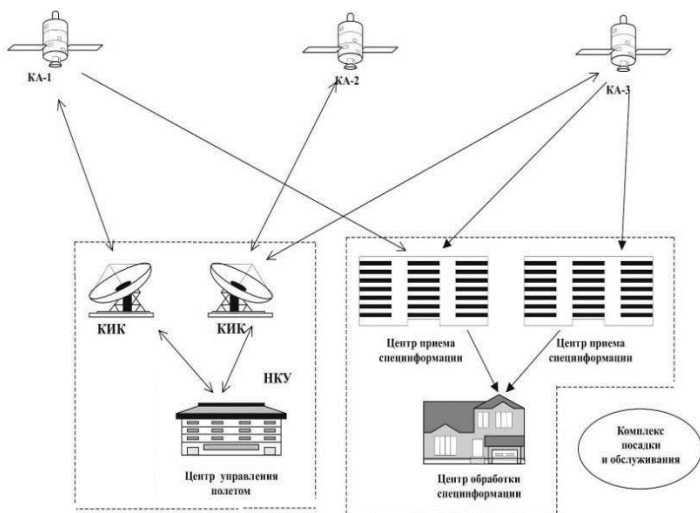 КА-1
КА-2
КА-3
КИК
КИК
НКУ
Центр управления
полетом
Центр приема
специнформации
Центр приема
специнформации
Центр обработки
специнформации
Комплекс
посадки
и обслуживания